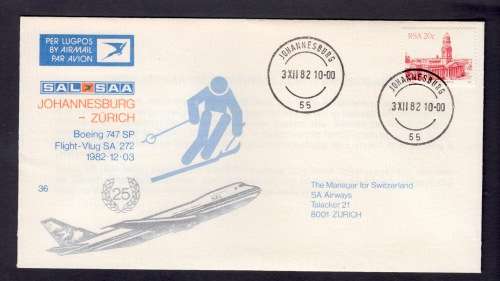 PER LUGPOS
BY AIRMAIL
PAR AVION
SAL SAA
JOHANNESBURG
– ZÜRICH
Boeing 747 SP
Flight-Vlug SA 272
1982-12-03
36
25
JOHANNESBURG
3 XII 82 10-00
55
RSA 20c
JOHANNESBURG
3 XII 82 10-00
55
The Manager for Switzerland
SA Airways
Talacker 21
8001 ZÜRICH